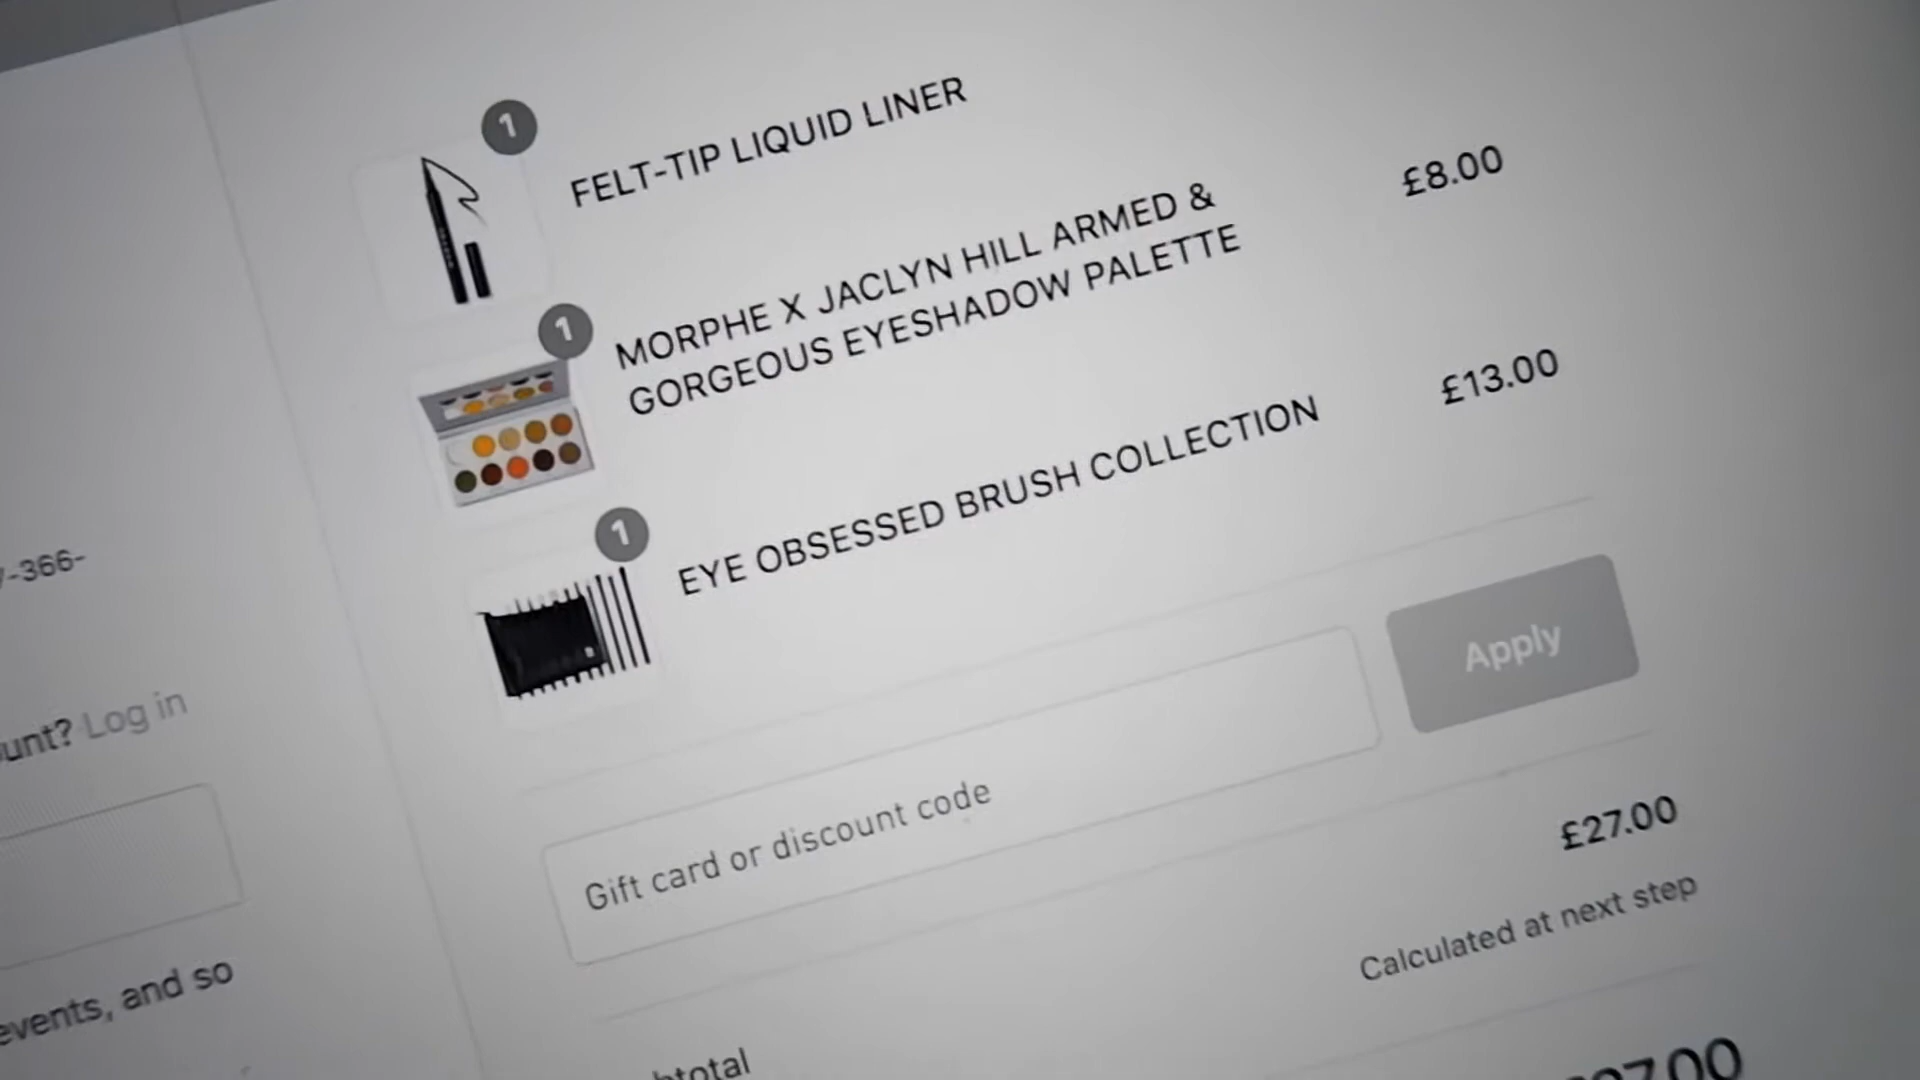 1
FELT-TIP LIQUID LINER
£8.00
1
MORPHE X JACLYN HILL ARMED &
GORGEOUS EYESHADOW PALETTE
£13.00
1
EYE OBSESSED BRUSH COLLECTION
Gift card or discount code
Apply
£27.00
Calculated at next step
btotal
27.00
-366-
unt? Log in
events, and so